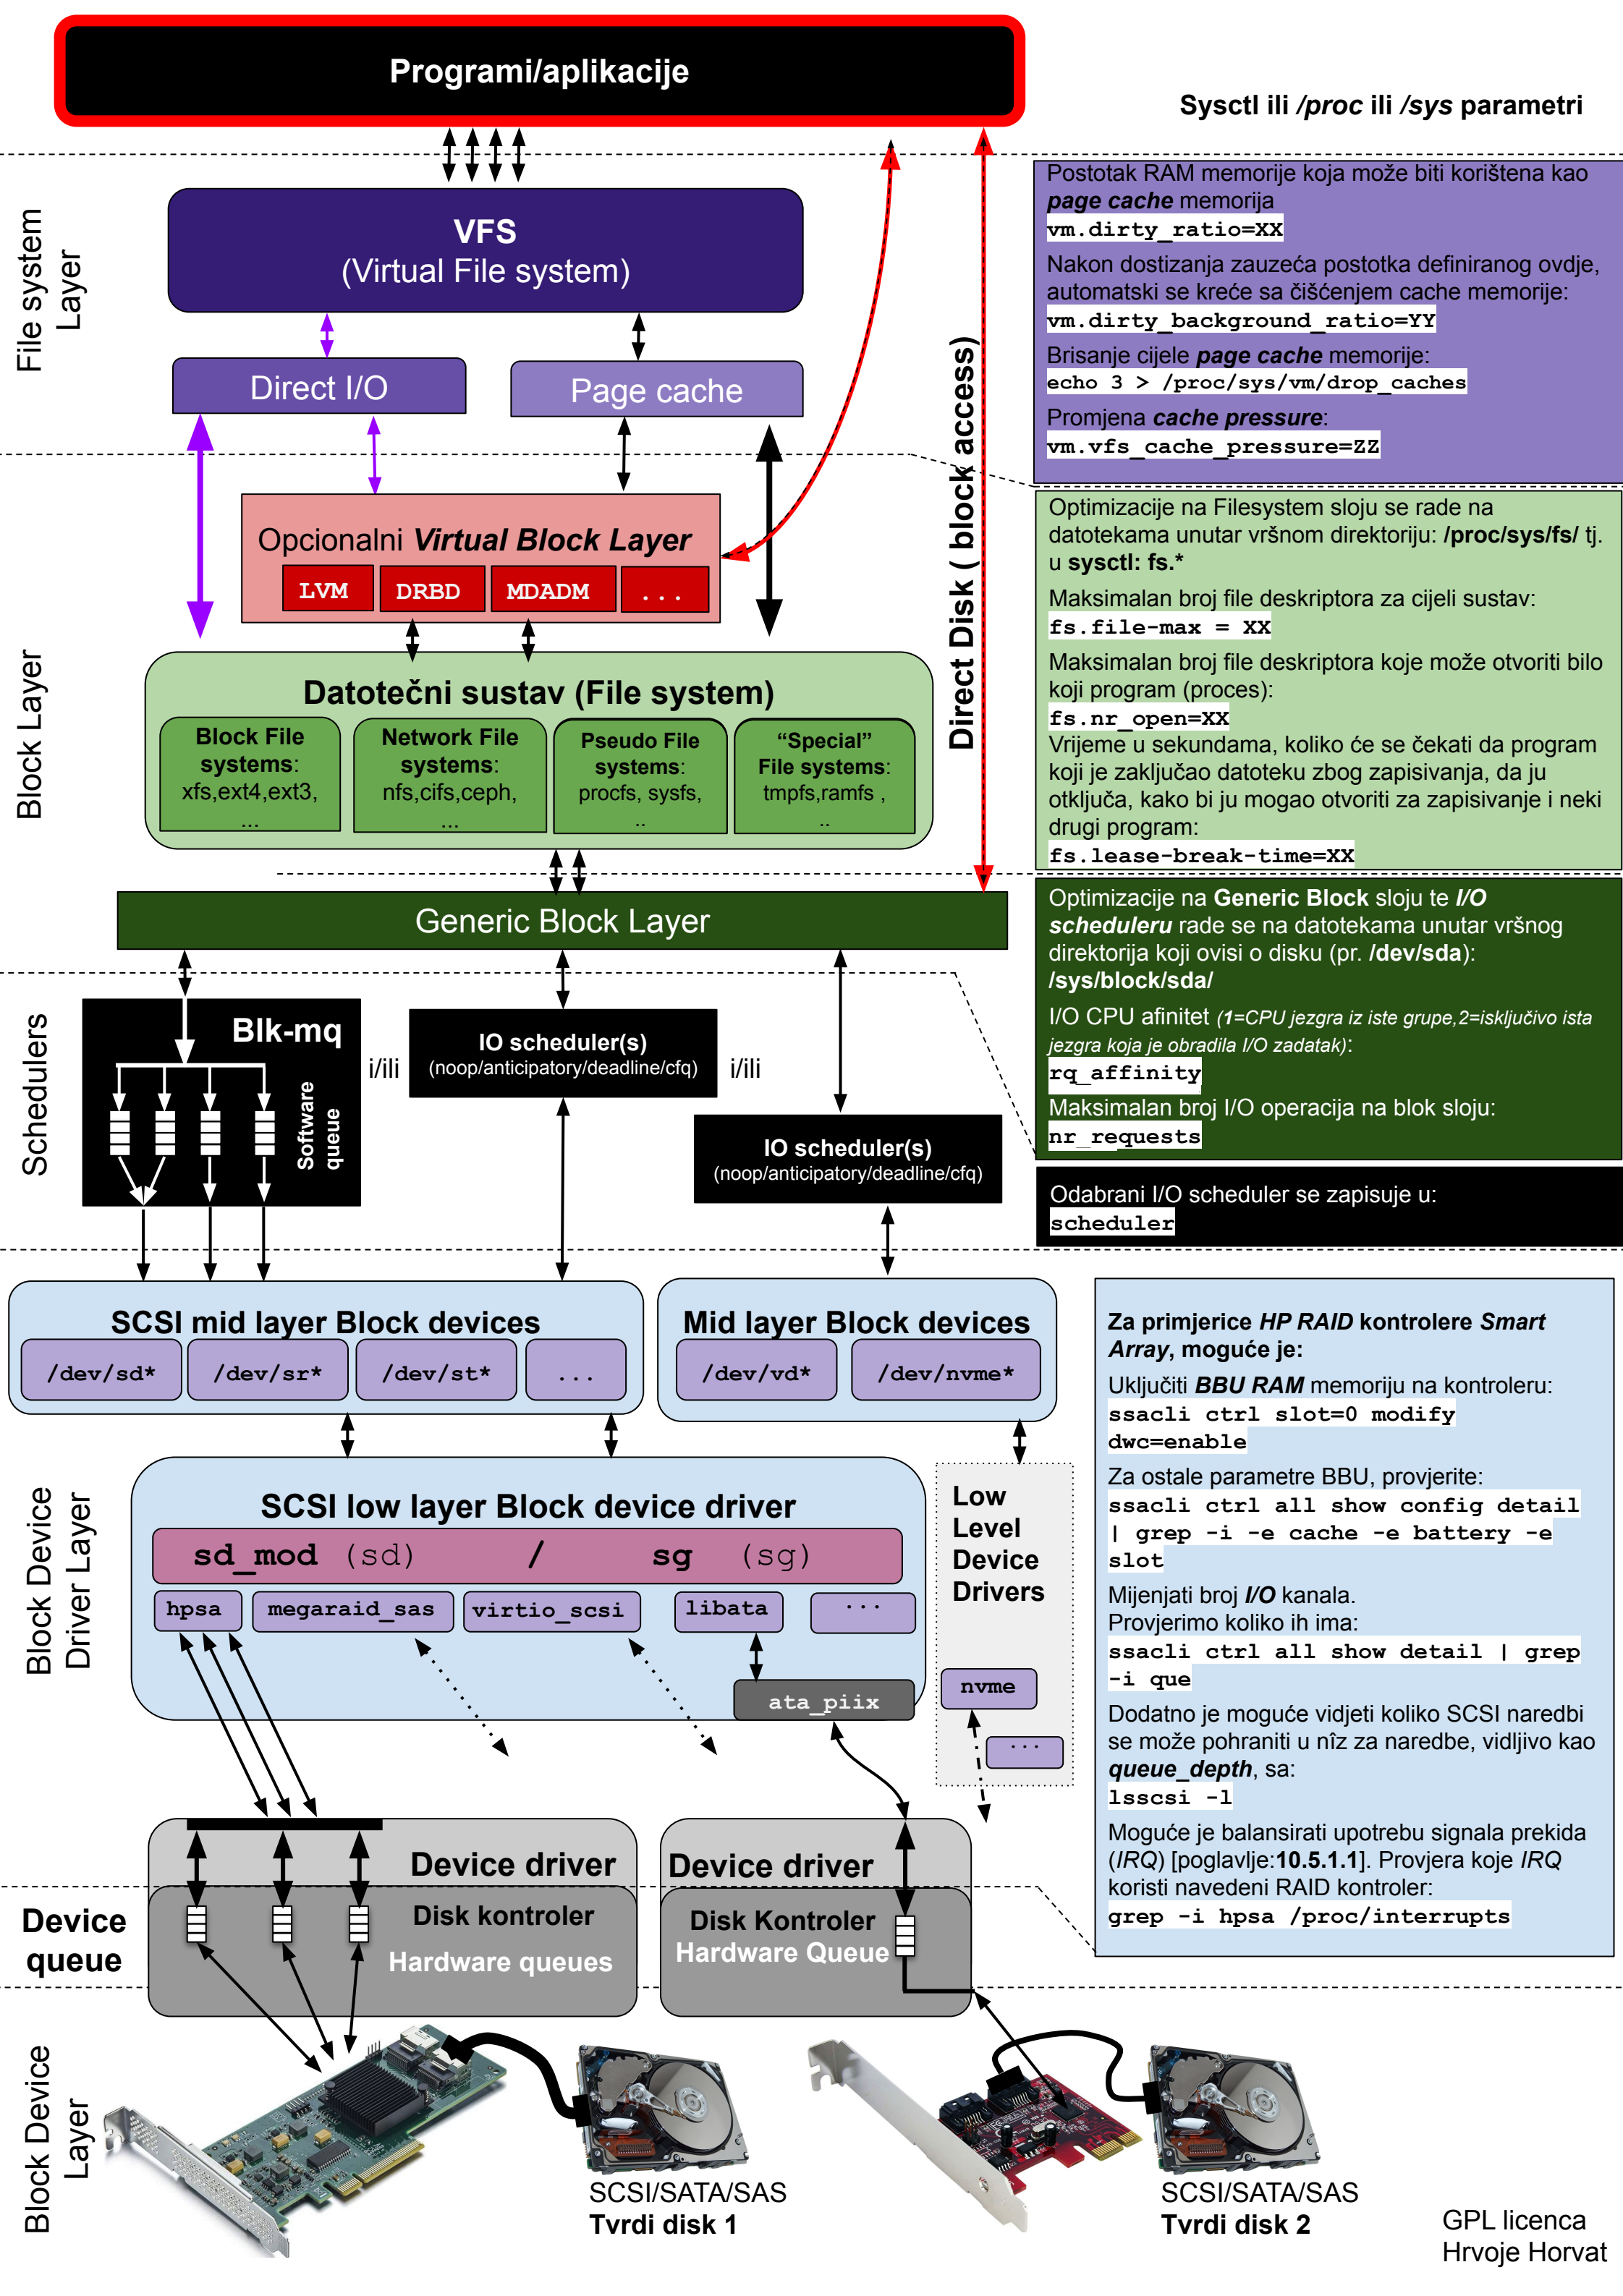 Programi/aplikacije
Sysctl ili /proc ili /sys parametri
File system
Layer
VFS
(Virtual File system)
Direct I/O
Page cache
Direct Disk ( block access)
Postotak RAM memorije koja može biti korištena kao
page cache memorija
vm.dirty_ratio=XX
Nakon dostizanja zauzeća postotka definiranog ovdje,
automatski se kreće sa čišćenjem cache memorije:
vm.dirty_background_ratio=YY
Brisanje cijele page cache memorije:
echo 3 > /proc/sys/vm/drop_caches
Promjena cache pressure:
vm.vfs_cache_pressure=ZZ
Block Layer
Opcionalni Virtual Block Layer
LVM
DRBD
MDADM
...
Datotečni sustav (File system)
Block File
systems:
xfs,ext4,ext3,
...
Network File
systems:
nfs,cifs,ceph,
...
Pseudo File
systems:
procfs, sysfs,
..
“Special”
File systems:
tmpfs,ramfs ,
..
Optimizacije na Filesystem sloju se rade na
datotekama unutar vršnom direktoriju: /proc/sys/fs/ tj.
u sysctl: fs.*
Maksimalan broj file deskriptora za cijeli sustav:
fs.file-max = XX
Maksimalan broj file deskriptora koje može otvoriti bilo
koji program (proces):
fs.nr_open=XX
Vrijeme u sekundama, koliko će se čekati da program
koji je zaključao datoteku zbog zapisivanja, da ju
otključa, kako bi ju mogao otvoriti za zapisivanje i neki
drugi program:
fs.lease-break-time=XX
Generic Block Layer
Optimizacije na Generic Block sloju te I/O
scheduleru rade se na datotekama unutar vršnog
direktorija koji ovisi o disku (pr. /dev/sda):
/sys/block/sda/
I/O CPU afinitet (1=CPU jezgra iz iste grupe,2=isključivo ista
jezgra koja je obradila I/O zadatak):
rq_affinity
Maksimalan broj I/O operacija na blok sloju:
nr_requests
Schedulers
Blk-mq
Software
queue
i/ili
IO scheduler(s)
(noop/anticipatory/deadline/cfq)
i/ili
IO scheduler(s)
(noop/anticipatory/deadline/cfq)
Odabrani I/O scheduler se zapisuje u:
scheduler
Block Device
Driver Layer
SCSI mid layer Block devices
/dev/sd*
/dev/sr*
/dev/st*
...
Mid layer Block devices
/dev/vd*
/dev/nvme*
SCSI low layer Block device driver
sd_mod (sd) / sg (sg)
hpsa
megaraid_sas
virtio_scsi
libata
...
ata_piix
Low
Level
Device
Drivers
nvme
...
Za primjerice HP RAID kontrolere Smart
Array, moguće je:
Uključiti BBU RAM memoriju na kontroleru:
ssacli ctrl slot=0 modify
dwc=enable
Za ostale parametre BBU, provjerite:
ssacli ctrl all show config detail
| grep -i -e cache -e battery -e
slot
Mijenjati broj I/O kanala.
Provjerimo koliko ih ima:
ssacli ctrl all show detail | grep
-i que
Dodatno je moguće vidjeti koliko SCSI naredbi
se može pohraniti u nîz za naredbe, vidljivo kao
queue_depth, sa:
lsscsi -l
Moguće je balansirati upotrebu signala prekida
(IRQ) [poglavlje:10.5.1.1]. Provjera koje IRQ
koristi navedeni RAID kontroler:
grep -i hpsa /proc/interrupts
Device driver
Device driver
Device
queue
Disk kontroler
Hardware queues
Disk Kontroler
Hardware Queue
Block Device
Layer
SCSI/SATA/SAS
Tvrdi disk 1
SCSI/SATA/SAS
Tvrdi disk 2
GPL licenca
Hrvoje Horvat